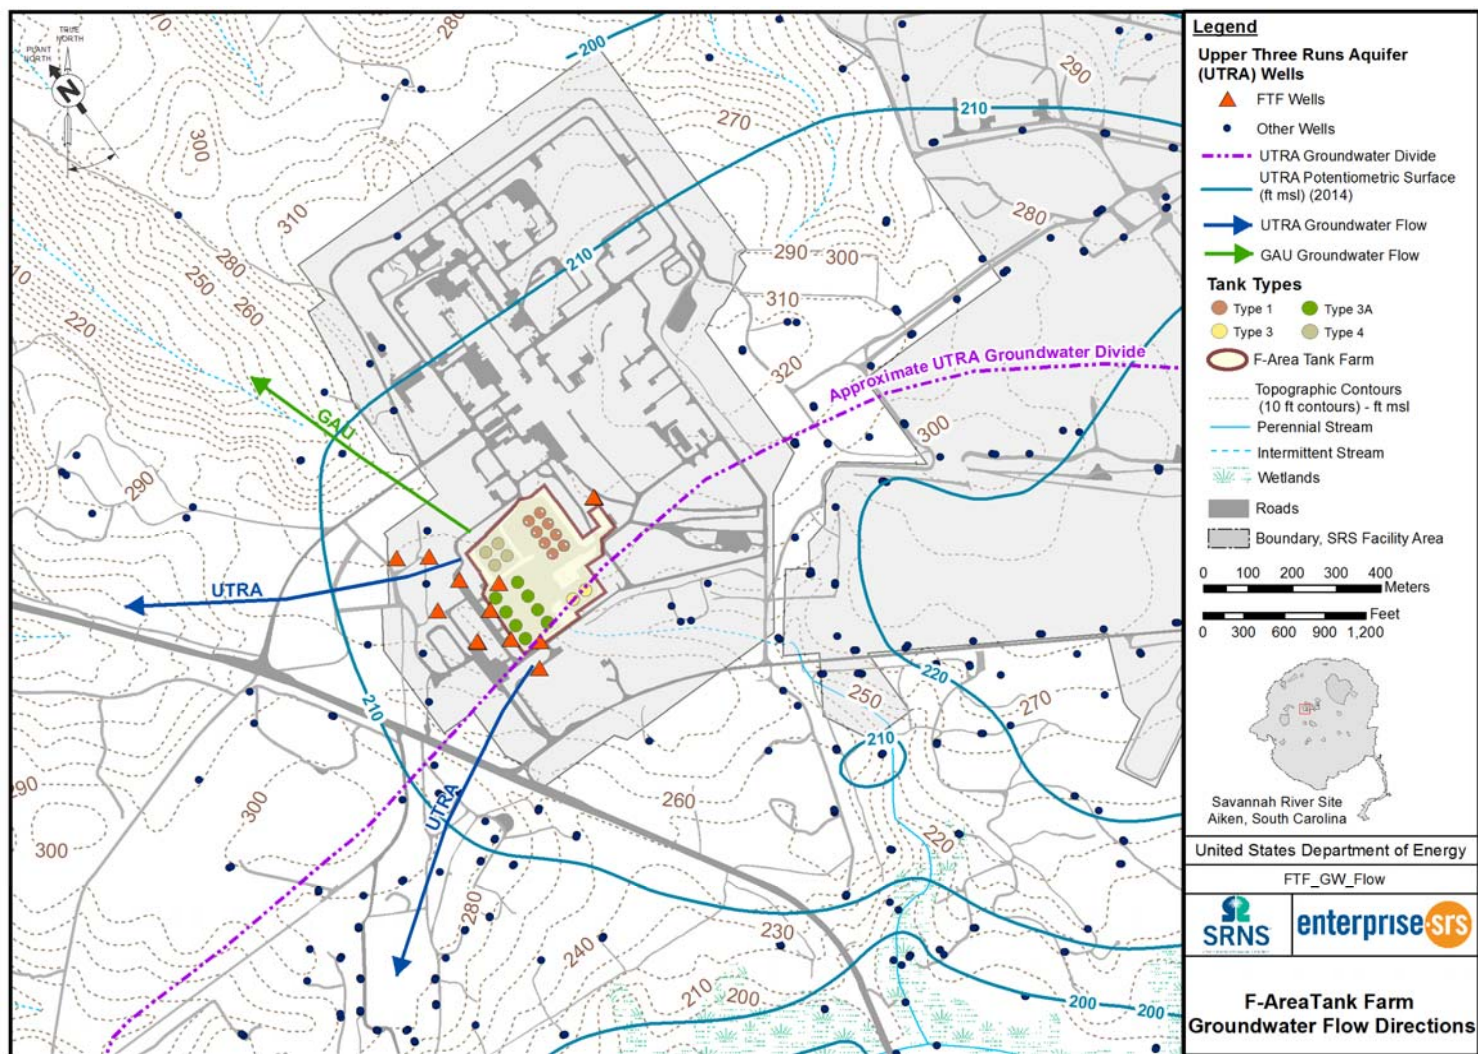 TRUE
NORTH
PLANT
NORTH
N
270
280
200
290
210
270
300
310
280
280
250
260
220
10
210
290
300
310
320
Approximate UTRA Groundwater Divide
300
GAU
290
UTRA
210
220
250
270
210
UTRA
260
290
300
300
220
280
240
230
210
200
200
200
Legend
Upper Three Runs Aquifer
(UTRA) Wells
FTF Wells
Other Wells
UTRA Groundwater Divide
UTRA Potentiometric Surface
(ft msl) (2014)
UTRA Groundwater Flow
GAU Groundwater Flow
Tank Types
Type 1 Type 3A
Type 3 Type 4
F-Area Tank Farm
Topographic Contours
(10 ft contours) - ft msl
Perennial Stream
Intermittent Stream
Wetlands
Roads
Boundary, SRS Facility Area
0 100 200 300 400
Meters
Feet
0 300 600 900 1,200
Savannah River Site
Aiken, South Carolina
United States Department of Energy
FTF_GW_Flow
SRNS
enterprise·srs
F-AreaTank Farm
Groundwater Flow Directions